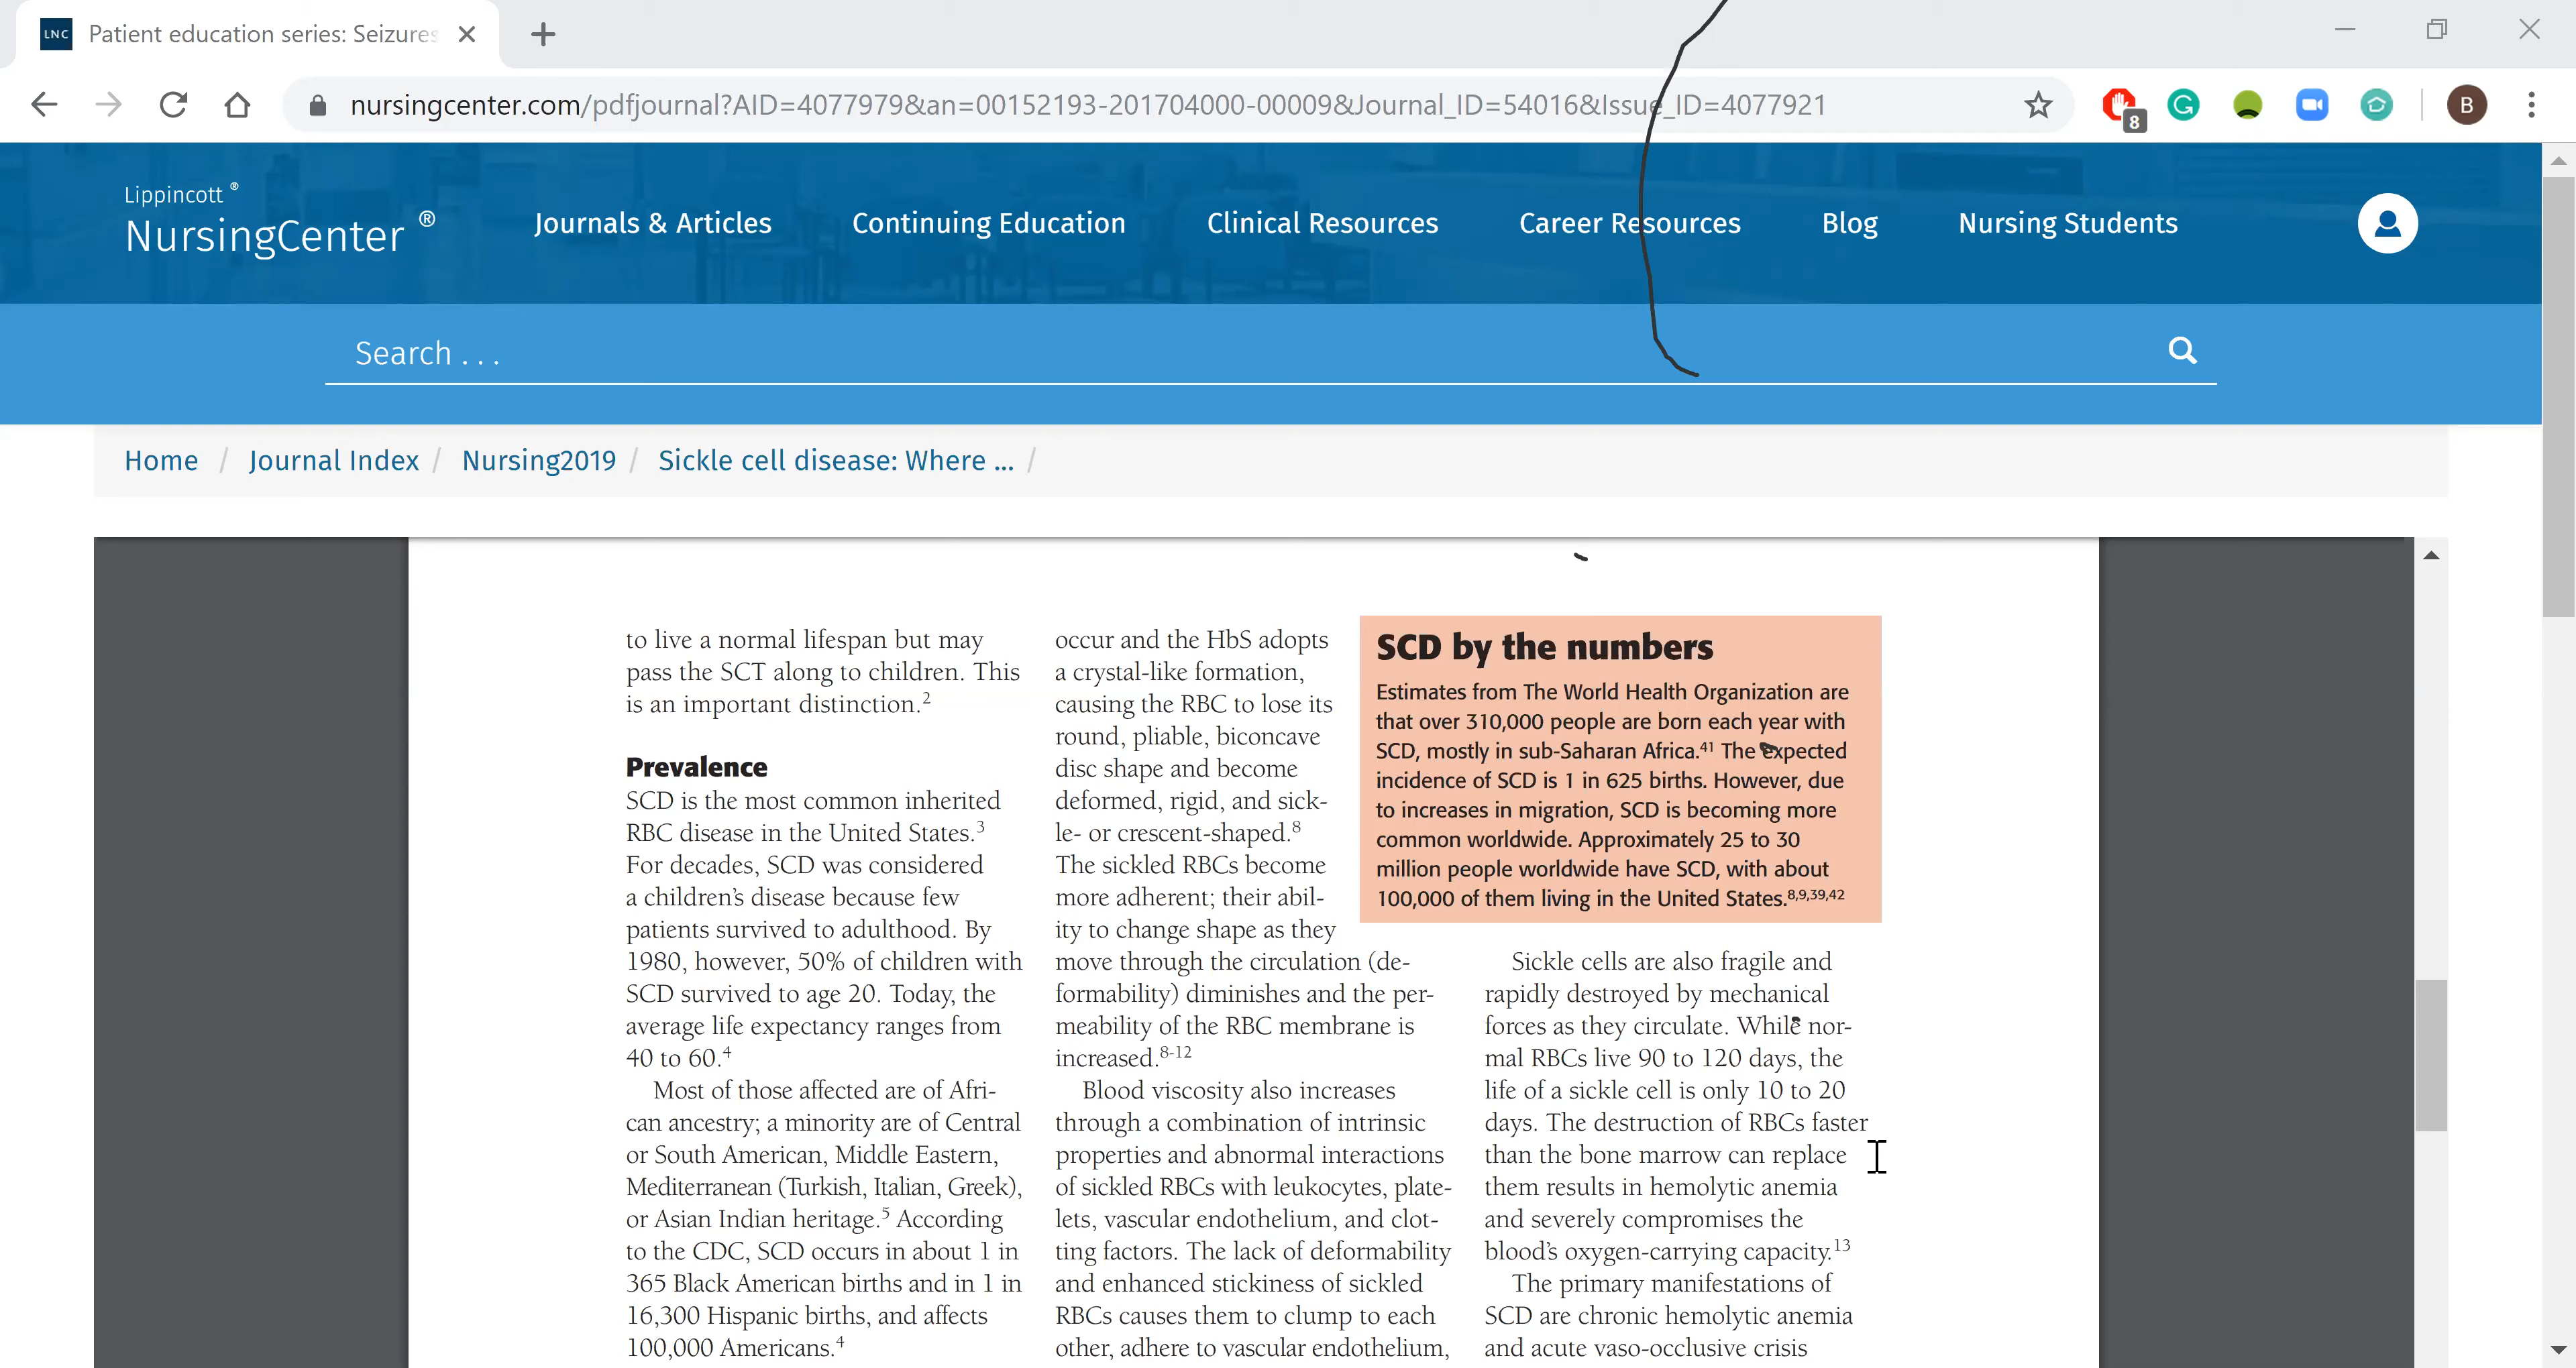 LNC Patient education series: Seizures
nursingcenter.com/pdfjournal?AID=4077979&an=00152193-201704000-00009&Journal_ID=54016&Issue_ID=4077921
8
B
Lippincott ®
NursingCenter ®
Journals & Articles
Continuing Education
Clinical Resources
Career Resources
Blog
Nursing Students
Search . . .
Home / Journal Index / Nursing2019 / Sickle cell disease: Where ... /
to live a normal lifespan but may
pass the SCT along to children. This
is an important distinction.2
Prevalence
SCD is the most common inherited
RBC disease in the United States.3
For decades, SCD was considered
a children's disease because few
patients survived to adulthood. By
1980, however, 50% of children with
SCD survived to age 20. Today, the
average life expectancy ranges from
40 to 60.4
Most of those affected are of Afri-
can ancestry; a minority are of Central
or South American, Middle Eastern,
Mediterranean (Turkish, Italian, Greek),
or Asian Indian heritage.5 According
to the CDC, SCD occurs in about 1 in
365 Black American births and in 1 in
16,300 Hispanic births, and affects
100,000 Americans.4
occur and the HbS adopts
a crystal-like formation,
causing the RBC to lose its
round, pliable, biconcave
disc shape and become
deformed, rigid, and sick-
le- or crescent-shaped.8
The sickled RBCs become
more adherent; their abil-
ity to change shape as they
move through the circulation (de-
formability) diminishes and the per-
meability of the RBC membrane is
increased.8-12
Blood viscosity also increases
through a combination of intrinsic
properties and abnormal interactions
of sickled RBCs with leukocytes, plate-
lets, vascular endothelium, and clot-
ting factors. The lack of deformability
and enhanced stickiness of sickled
RBCs causes them to clump to each
other, adhere to vascular endothelium,
SCD by the numbers
Estimates from The World Health Organization are
that over 310,000 people are born each year with
SCD, mostly in sub-Saharan Africa.41 The expected
incidence of SCD is 1 in 625 births. However, due
to increases in migration, SCD is becoming more
common worldwide. Approximately 25 to 30
million people worldwide have SCD, with about
100,000 of them living in the United States.8,9,39,42
Sickle cells are also fragile and
rapidly destroyed by mechanical
forces as they circulate. While nor-
mal RBCs live 90 to 120 days, the
life of a sickle cell is only 10 to 20
days. The destruction of RBCs faster
than the bone marrow can replace
them results in hemolytic anemia
and severely compromises the
blood's oxygen-carrying capacity.13
The primary manifestations of
SCD are chronic hemolytic anemia
and acute vaso-occlusive crisis